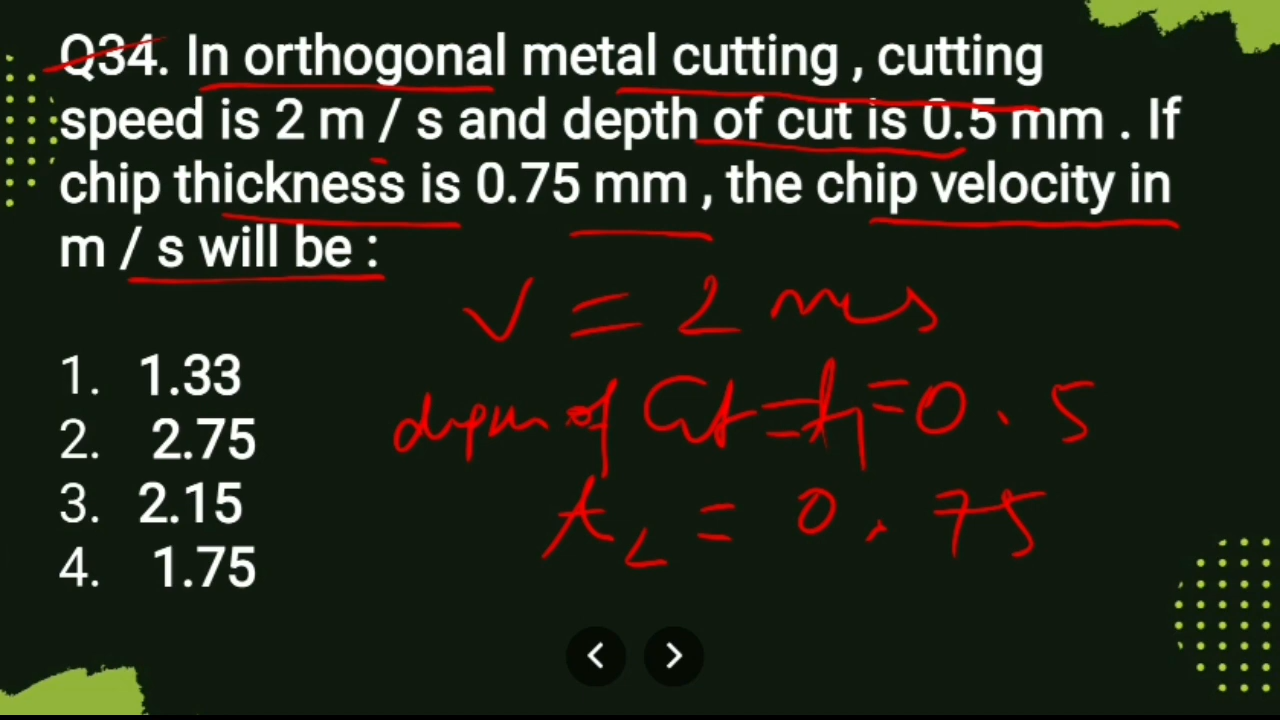 Q34. In orthogonal metal cutting , cutting
speed is 2 m / s and depth of cut is 0.5 mm . If
chip thickness is 0.75 mm , the chip velocity in
m / s will be :
V = 2 m/s
1. 1.33
depth of Cut = t1 = 0.5
2. 2.75
3. 2.15
t2 = 0.75
4. 1.75